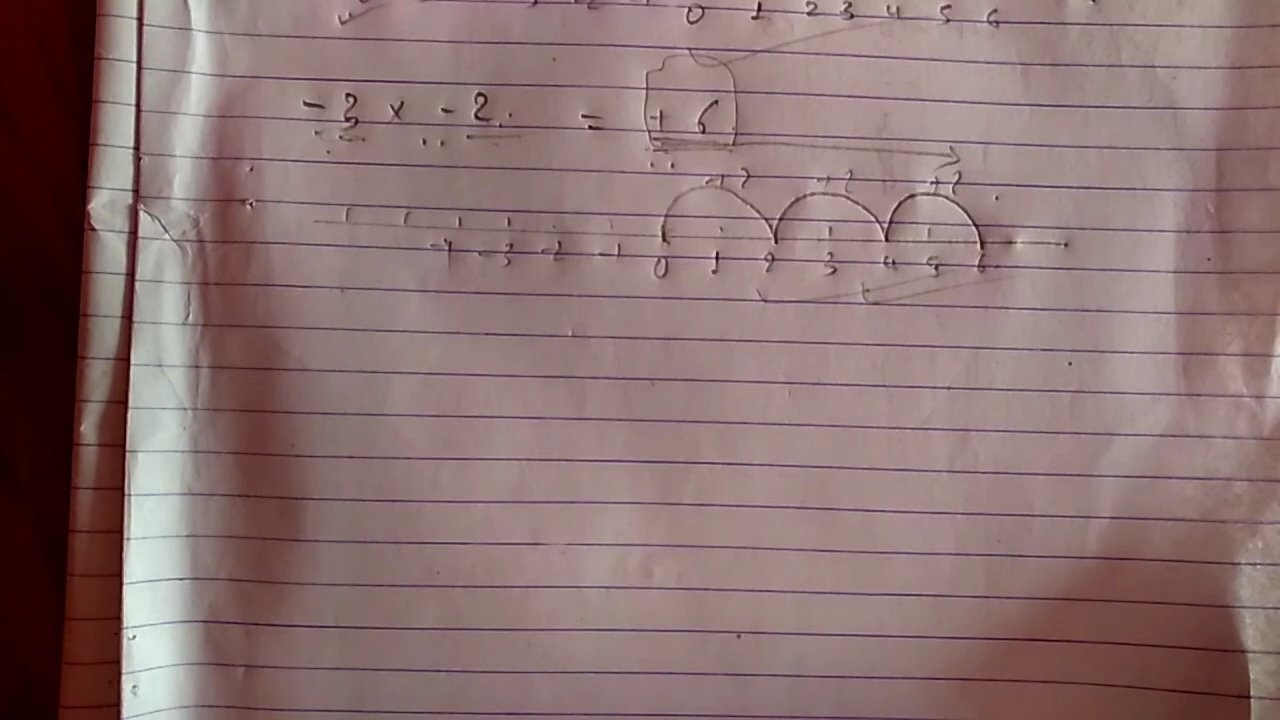 0 1 2 3 4 5 6
-3 x -2 = +6
+2 +2 +2
-4 -3 -2 -1 0 1 2 3 4 5 6